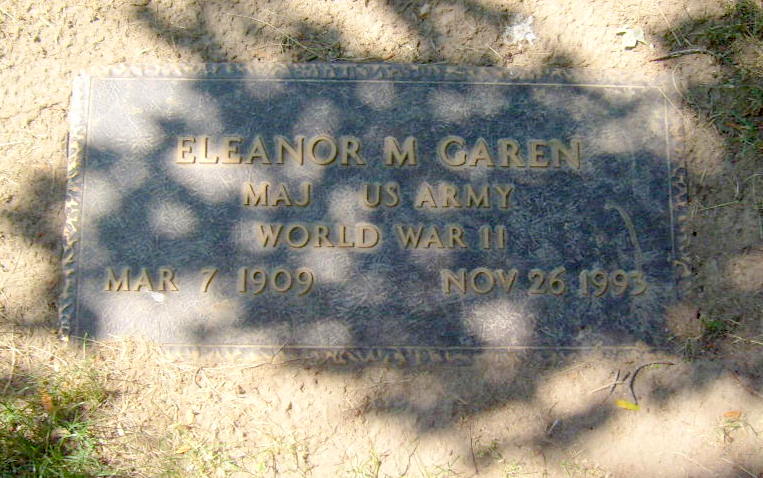 ELEANOR M GAREN
MAJ US ARMY
WORLD WAR II
MAR 7 1909 NOV 26 1993